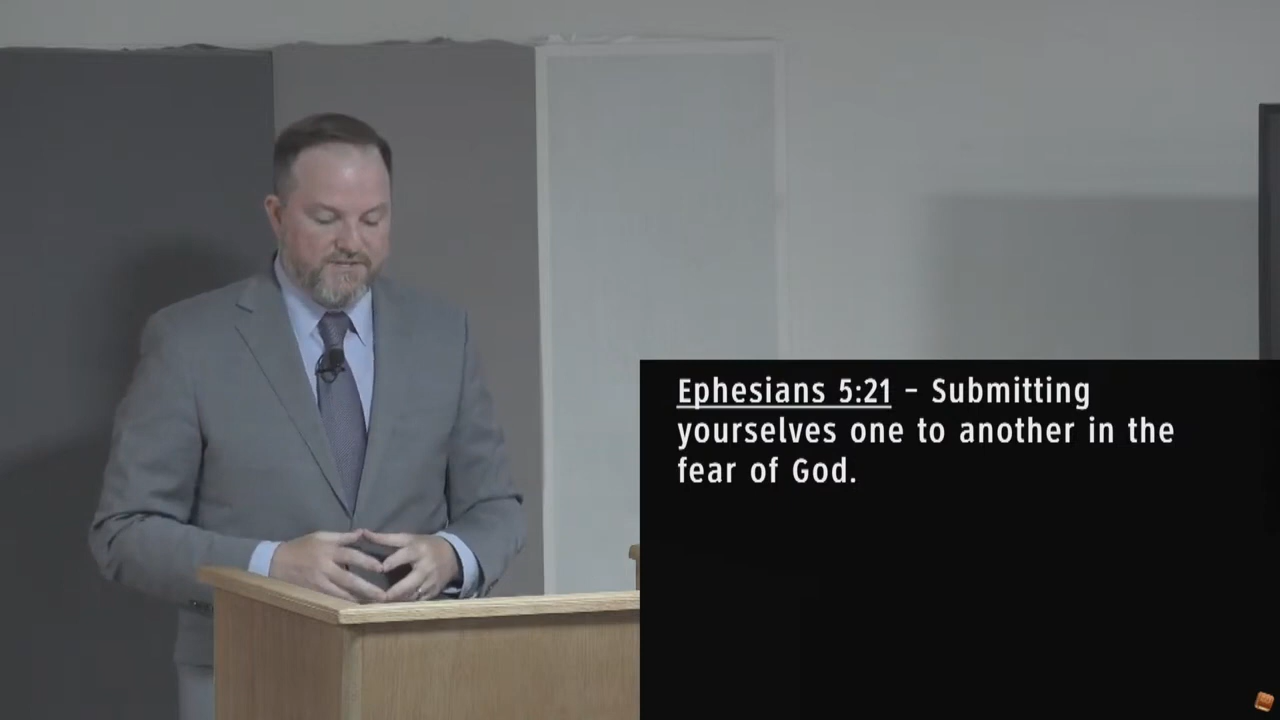 Ephesians 5:21 – Submitting
yourselves one to another in the
fear of God.